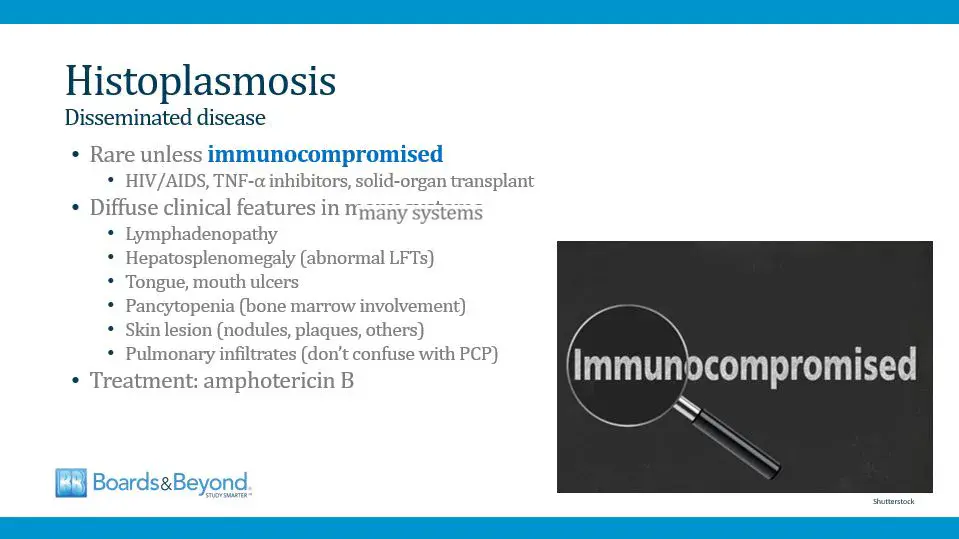 Histoplasmosis
Disseminated disease
• Rare unless immunocompromised
• HIV/AIDS, TNF-α inhibitors, solid-organ transplant
• Diffuse clinical features in many systems
• Lymphadenopathy
• Hepatosplenomegaly (abnormal LFTs)
• Tongue, mouth ulcers
• Pancytopenia (bone marrow involvement)
• Skin lesion (nodules, plaques, others)
• Pulmonary infiltrates (don’t confuse with PCP)
• Treatment: amphotericin B
Immunocompromised
BB Boards&Beyond.
STUDY SMARTER
Shutterstock